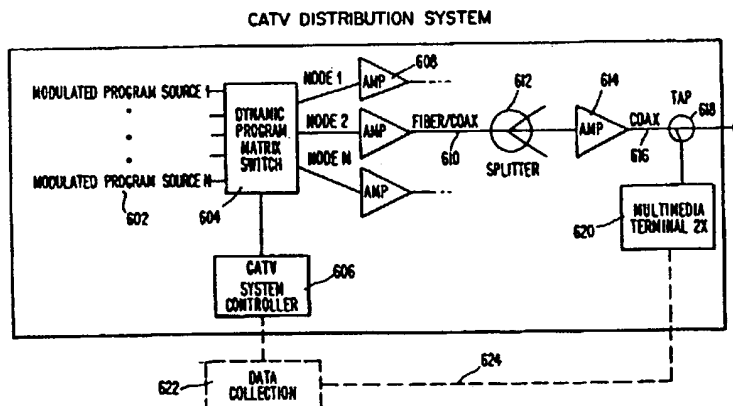 CATV DISTRIBUTION SYSTEM
MODULATED PROGRAM SOURCE 1
MODULATED PROGRAM SOURCE N
602
DYNAMIC
PROGRAM
MATRIX
SWITCH
604
NODE 1
NODE 2
NODE N
AMP
608
AMP
AMP
FIBER/COAX
610
612
SPLITTER
614
AMP
COAX
616
TAP
618
620
MULTIMEDIA
TERMINAL 2X
CATV
SYSTEM
CONTROLLER
606
622
DATA
COLLECTION
624